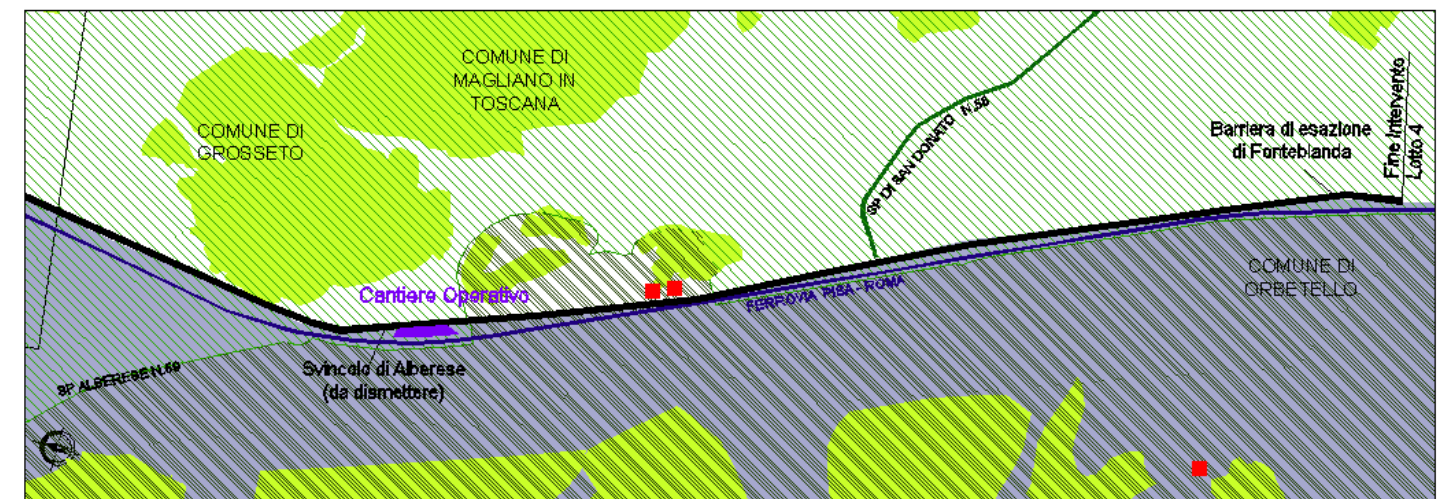 COMUNE DI
MAGLIANO IN
TOSCANA
COMUNE DI
GROSSETO
SP DI SAN DONATO N.56
Barriera di esazione
di Fonteblanda
Fine Intervento
Lotto 4
COMUNE DI
ORBETELLO
Cantiere Operativo
FERROVIA PISA - ROMA
Svincolo di Alberese
(da dismettere)
SP ALBERESE N.59